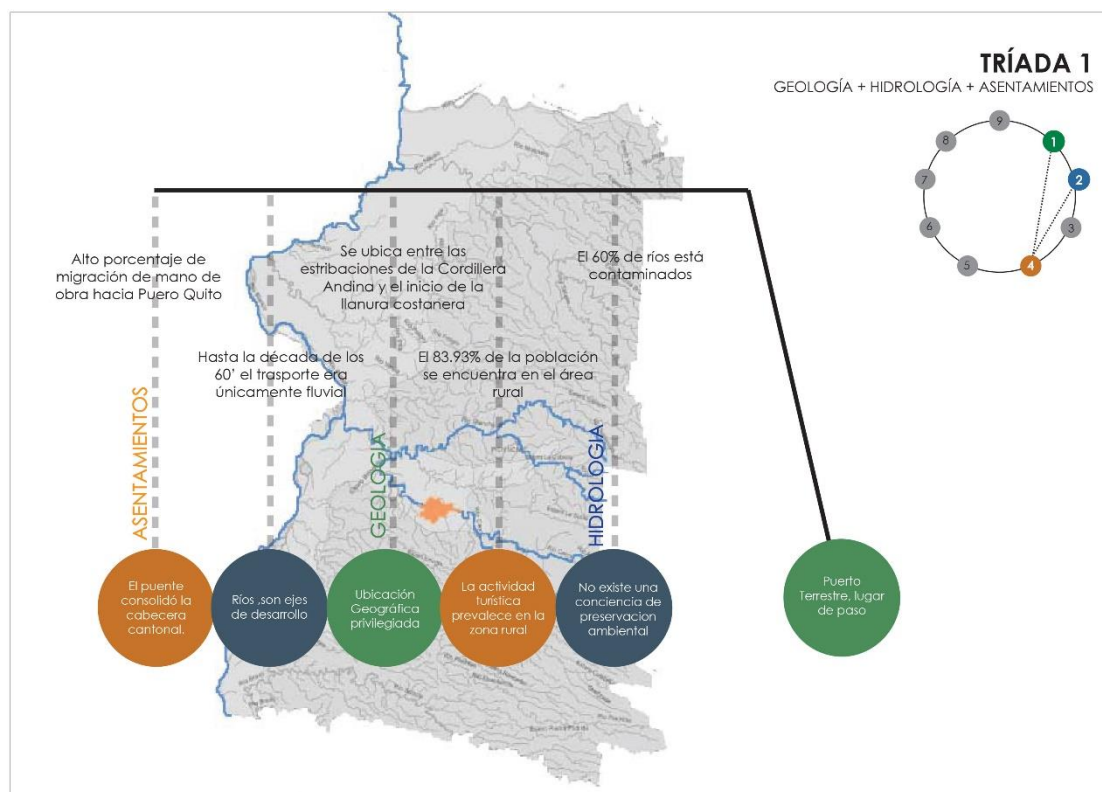 TRÍADA 1
GEOLOGÍA + HIDROLOGÍA + ASENTAMIENTOS
9
1
8
2
7
3
6
4
5
Alto porcentaje de
migración de mano de
obra hacia Puero Quito
Se ubica entre las
estribaciones de la Cordillera
Andina y el inicio de la
llanura costanera
El 60% de ríos está
contaminados
Hasta la década de los
60' el trasporte era
únicamente fluvial
El 83.93% de la población
se encuentra en el área
rural
ASENTAMIENTOS
GEOLOGIA
HIDROLOGIA
El puente
consolidó la
cabecera
cantonal.
Ríos ,son ejes
de desarrollo
Ubicación
Geográfica
privilegiada
La actividad
turística
prevalece en la
zona rural
No existe una
conciencia de
preservacion
ambiental
Puerto
Terrestre, lugar
de paso